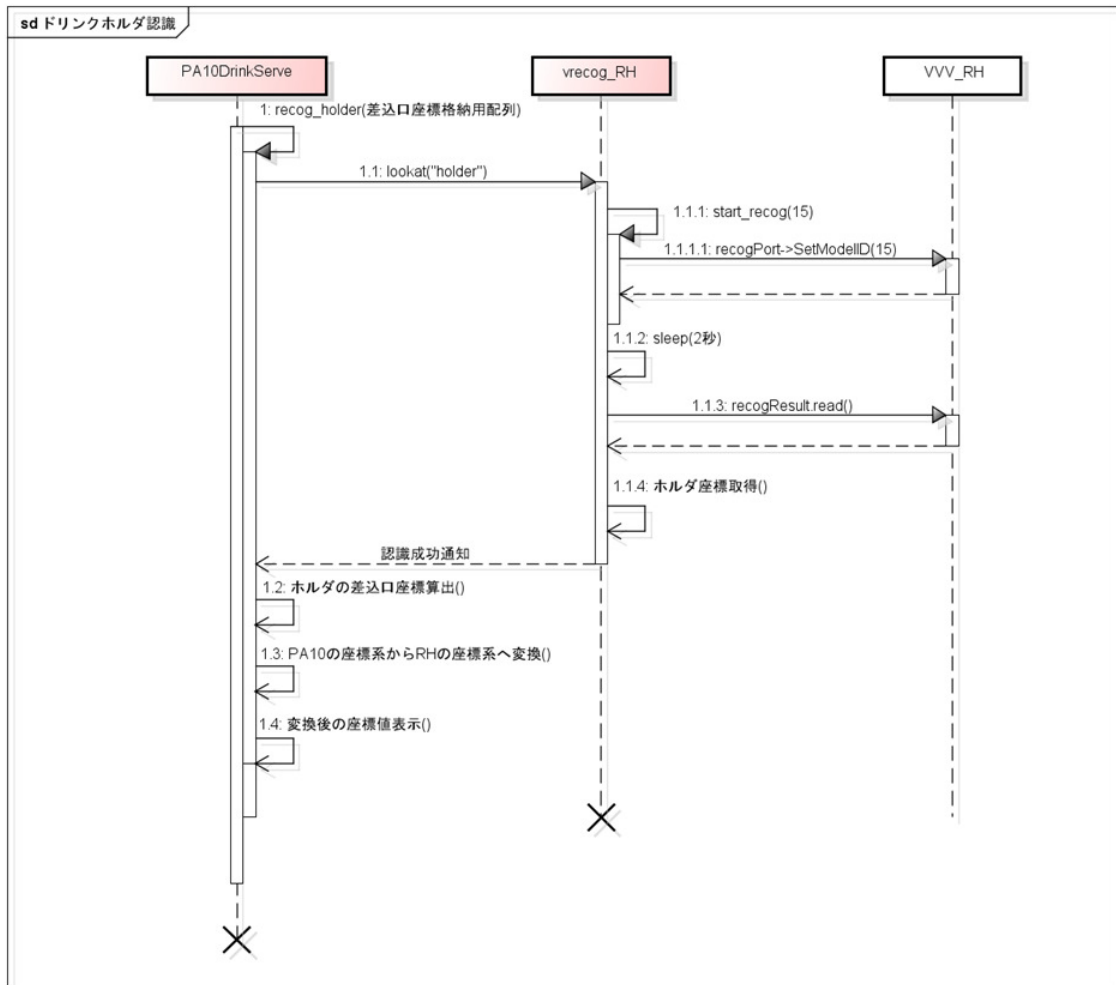 sd ドリンクホルダ認識
PA10DrinkServe
vrecog_RH
VVV_RH
1: recog_holder(差込口座標格納用配列)
1.1: lookat("holder")
1.1.1: start_recog(15)
1.1.1.1: recogPort->SetModelID(15)
1.1.2: sleep(2秒)
1.1.3: recogResult.read()
1.1.4: ホルダ座標取得()
認識成功通知
1.2: ホルダの差込口座標算出()
1.3: PA10の座標系からRHの座標系へ変換()
1.4: 変換後の座標値表示()